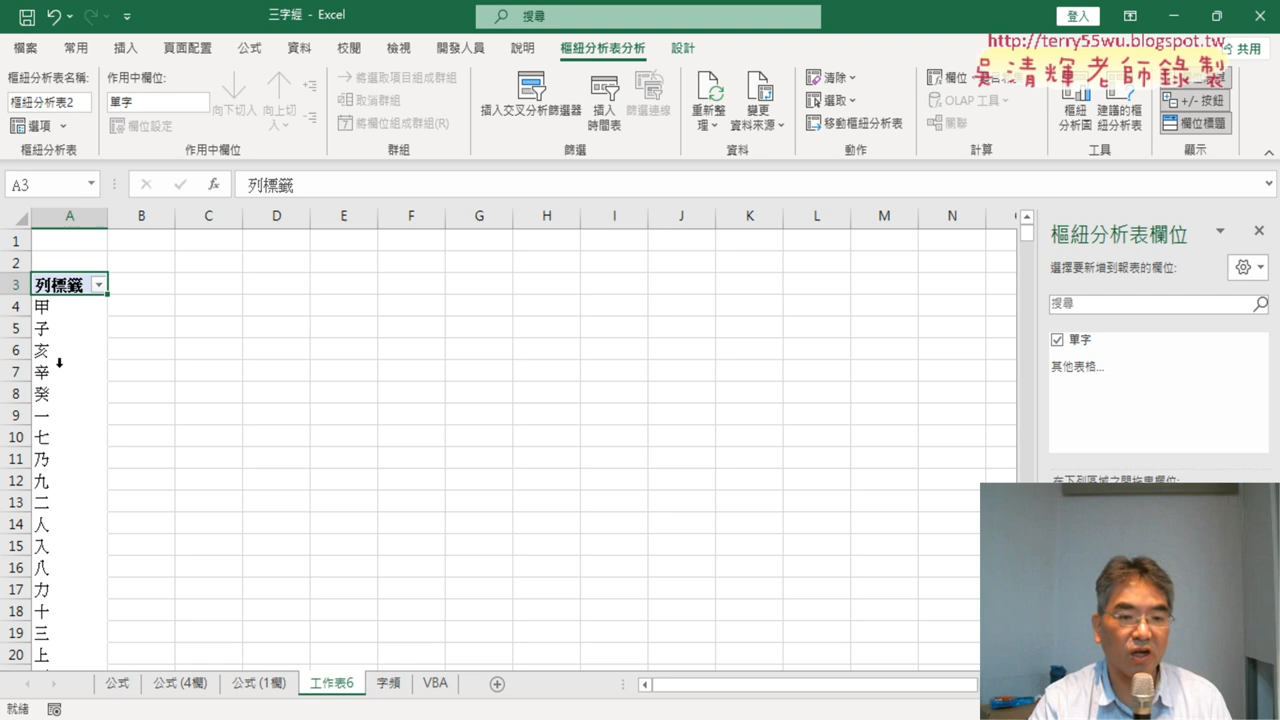 三字經 - Excel
搜尋
登入
檔案 常用 插入 頁面配置 公式 資料 校閱 檢視 開發人員 說明 樞紐分析表分析 設計 共用
http://terry55wu.blogspot.tw
吳清輝老師錄製
樞紐分析表名稱:
樞紐分析表2
選項
樞紐分析表
作用中欄位:
單字
欄位設定
向下切入
向上切入
作用中欄位
將選取項目組成群組
取消群組
將欄位組成群組(R)
群組
插入交叉分析篩選器
插入時間表
篩選連線
篩選
重新整理
變更資料來源
資料
清除
選取
移動樞紐分析表
動作
欄位
OLAP 工具
關聯
計算
樞紐分析圖
建議的樞紐分析表
工具
+/- 按鈕
欄位標題
顯示
A3
fx
列標籤
A B C D E F G H I J K L M N
1
2
3 列標籤
4 甲
5 子
6 亥
7 辛
8 癸
9 一
10 七
11 乃
12 九
13 二
14 人
15 入
16 八
17 力
18 十
19 三
20 上
樞紐分析表欄位
選擇要新增到報表的欄位:
搜尋
單字
其他表格...
在下列區域之間拖曳欄位:
公式 公式 (4欄) 公式 (1欄) 工作表6 字頻 VBA
就緒